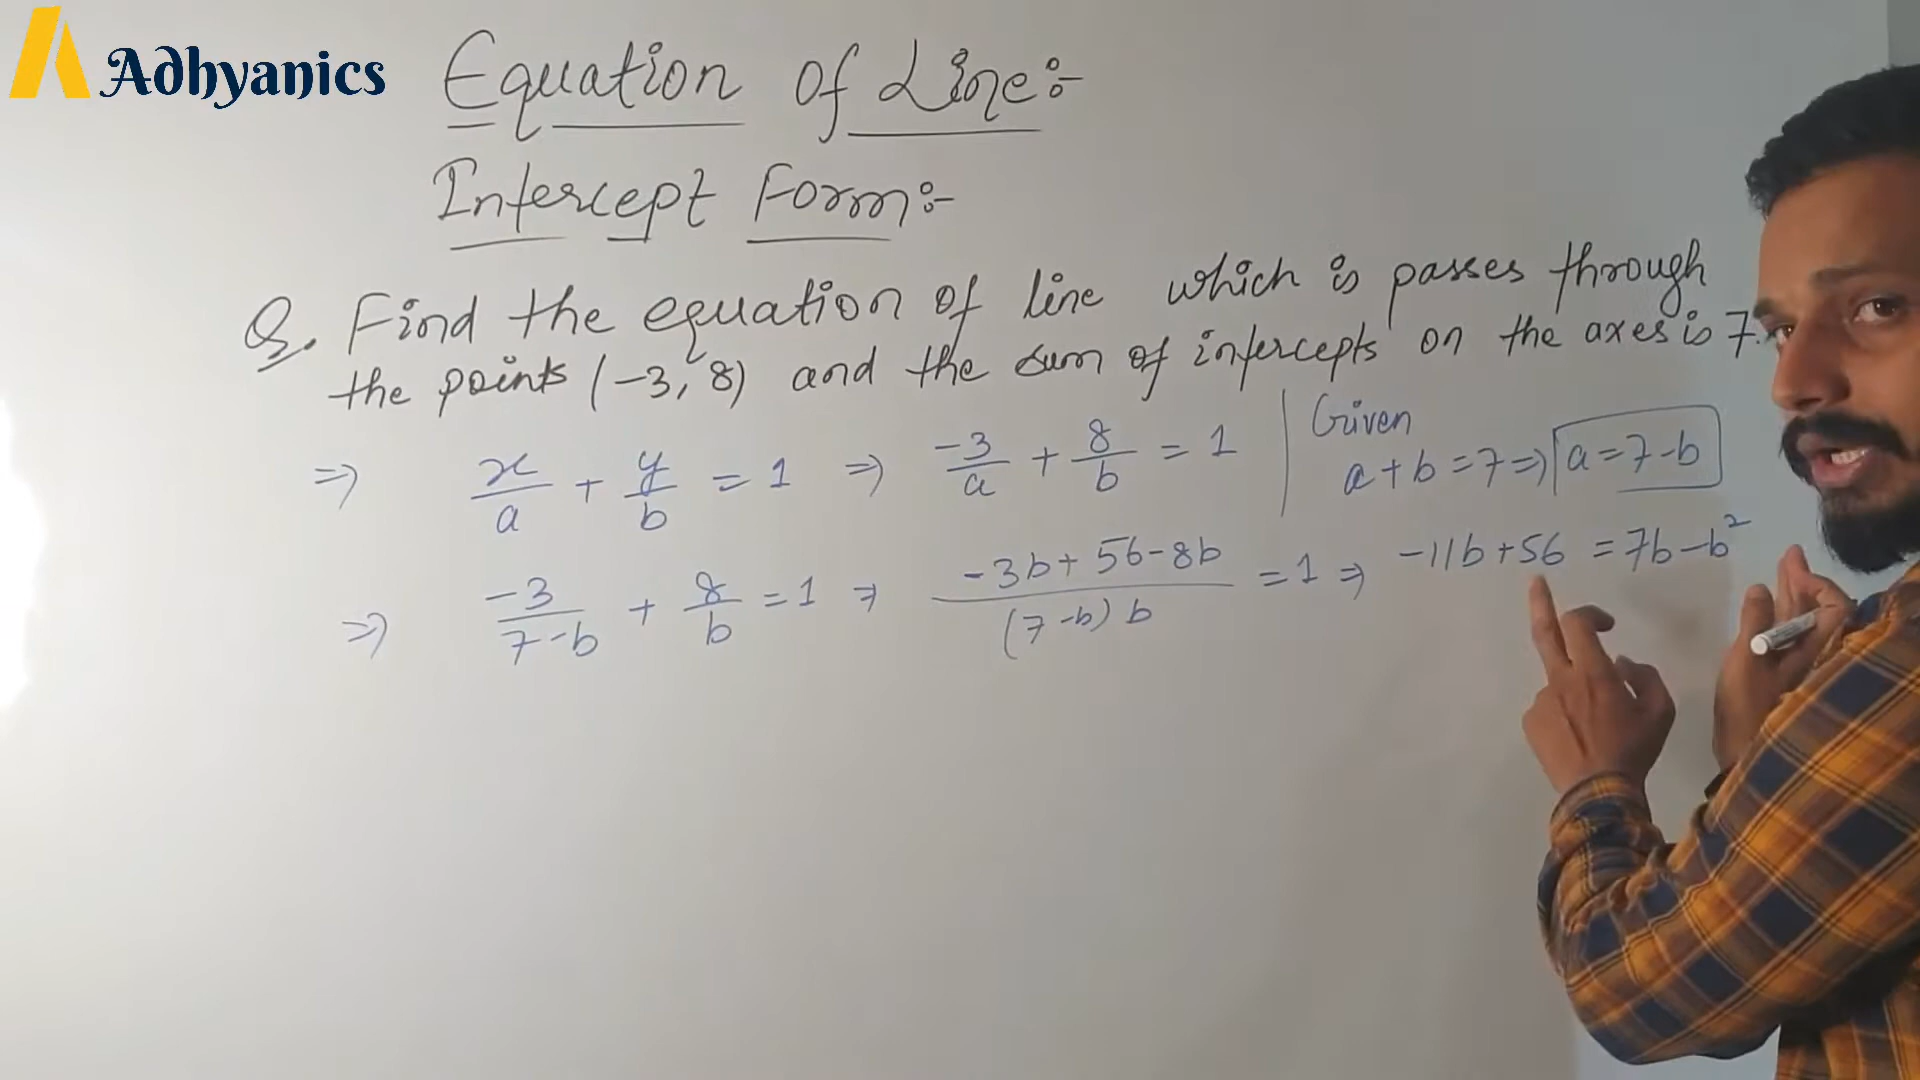 Adhyanics
Equation of Line:-
Intercept Form:-
Q. Find the equation of line which is passes through
the points (-3, 8) and the sum of intercepts on the axes is 7.
⇒ x/a + y/b = 1 ⇒ -3/a + 8/b = 1
Given
a + b = 7 ⇒ a = 7-b
⇒ -3/7-b + 8/b = 1 ⇒ -3b + 56 - 8b/(7-b) b = 1 ⇒ -11b + 56 = 7b - b²